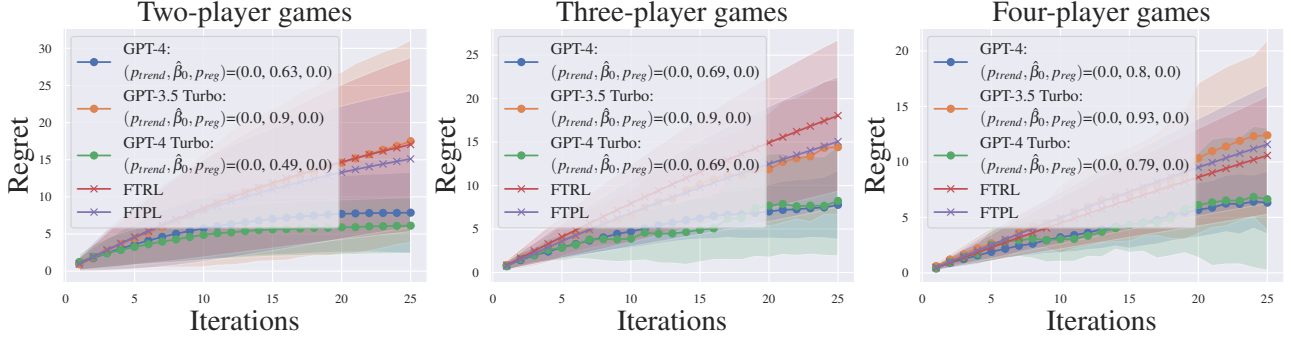 Two-player games
Regret
30
25
20
15
10
5
0
GPT-4:
(p_trend, β̂_0, p_reg)=(0.0, 0.63, 0.0)
GPT-3.5 Turbo:
(p_trend, β̂_0, p_reg)=(0.0, 0.9, 0.0)
GPT-4 Turbo:
(p_trend, β̂_0, p_reg)=(0.0, 0.49, 0.0)
FTRL
FTPL
0 5 10 15 20 25
Iterations
Three-player games
Regret
25
20
15
10
5
0
GPT-4:
(p_trend, β̂_0, p_reg)=(0.0, 0.69, 0.0)
GPT-3.5 Turbo:
(p_trend, β̂_0, p_reg)=(0.0, 0.9, 0.0)
GPT-4 Turbo:
(p_trend, β̂_0, p_reg)=(0.0, 0.69, 0.0)
FTRL
FTPL
0 5 10 15 20 25
Iterations
Four-player games
Regret
20
15
10
5
0
GPT-4:
(p_trend, β̂_0, p_reg)=(0.0, 0.8, 0.0)
GPT-3.5 Turbo:
(p_trend, β̂_0, p_reg)=(0.0, 0.93, 0.0)
GPT-4 Turbo:
(p_trend, β̂_0, p_reg)=(0.0, 0.79, 0.0)
FTRL
FTPL
0 5 10 15 20 25
Iterations